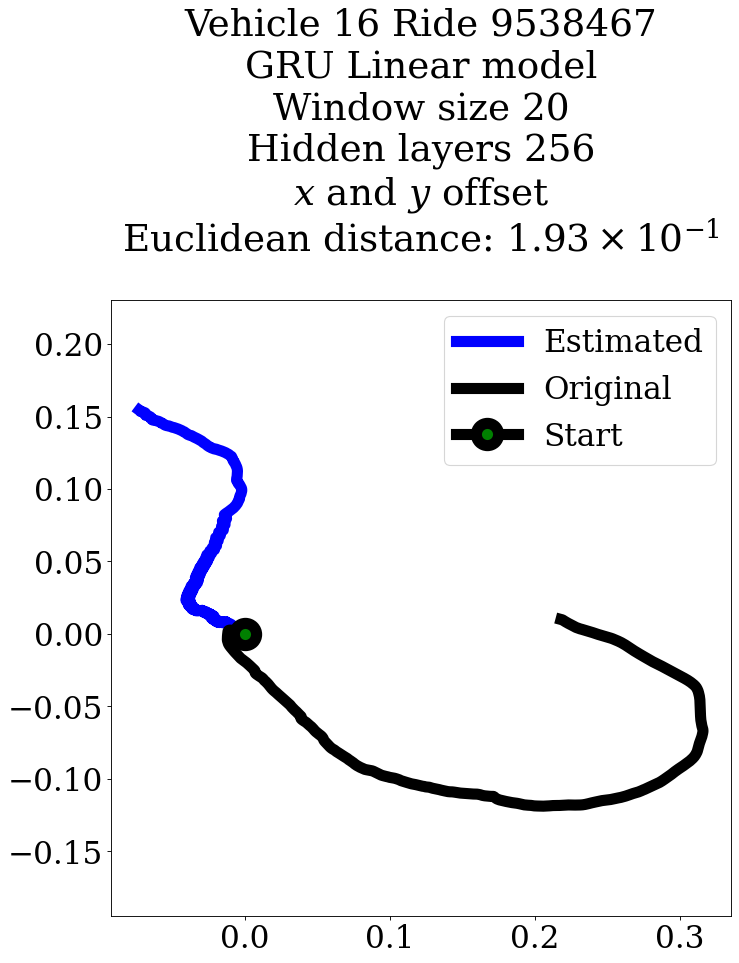 Vehicle 16 Ride 9538467
GRU Linear model
Window size 20
Hidden layers 256
x and y offset
Euclidean distance: 1.93 × 10⁻¹
Estimated
Original
Start
0.20
0.15
0.10
0.05
0.00
−0.05
−0.10
−0.15
0.0 0.1 0.2 0.3